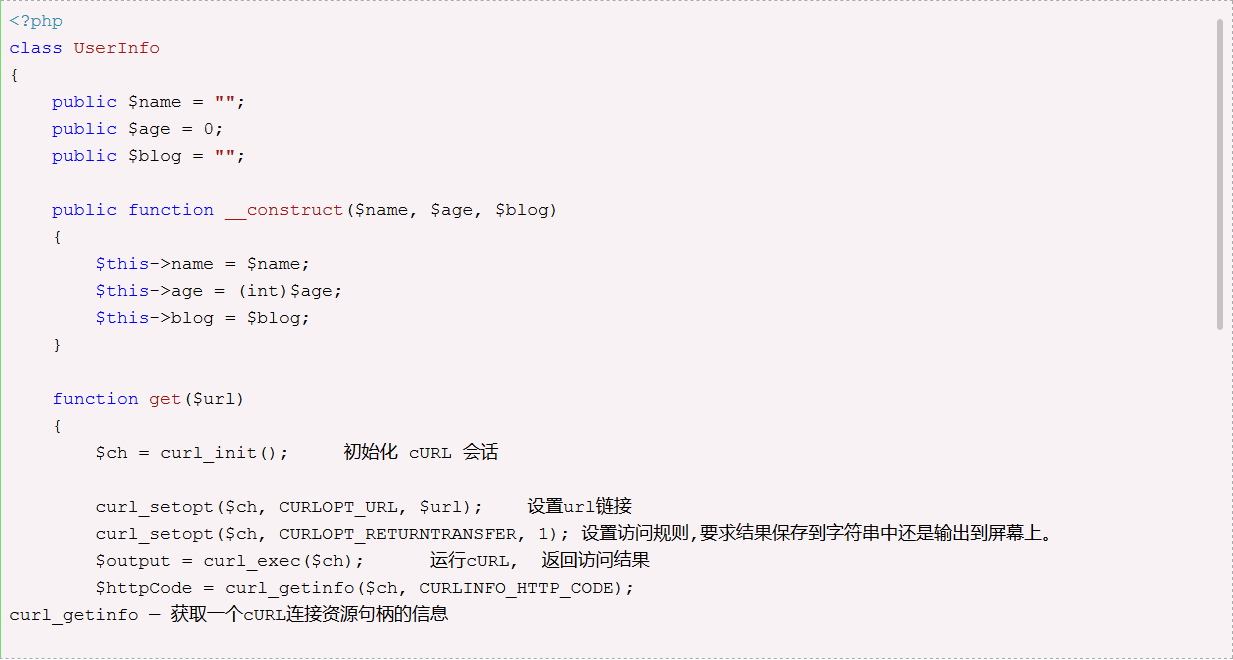 <?php
class UserInfo
{
    public $name = "";
    public $age = 0;
    public $blog = "";

    public function __construct($name, $age, $blog)
    {
        $this->name = $name;
        $this->age = (int)$age;
        $this->blog = $blog;
    }

    function get($url)
    {
        $ch = curl_init();     初始化 cURL 会话

        curl_setopt($ch, CURLOPT_URL, $url);    设置url链接
        curl_setopt($ch, CURLOPT_RETURNTRANSFER, 1); 设置访问规则,要求结果保存到字符串中还是输出到屏幕上。
        $output = curl_exec($ch);      运行cURL,  返回访问结果
        $httpCode = curl_getinfo($ch, CURLINFO_HTTP_CODE);
curl_getinfo — 获取一个cURL连接资源句柄的信息